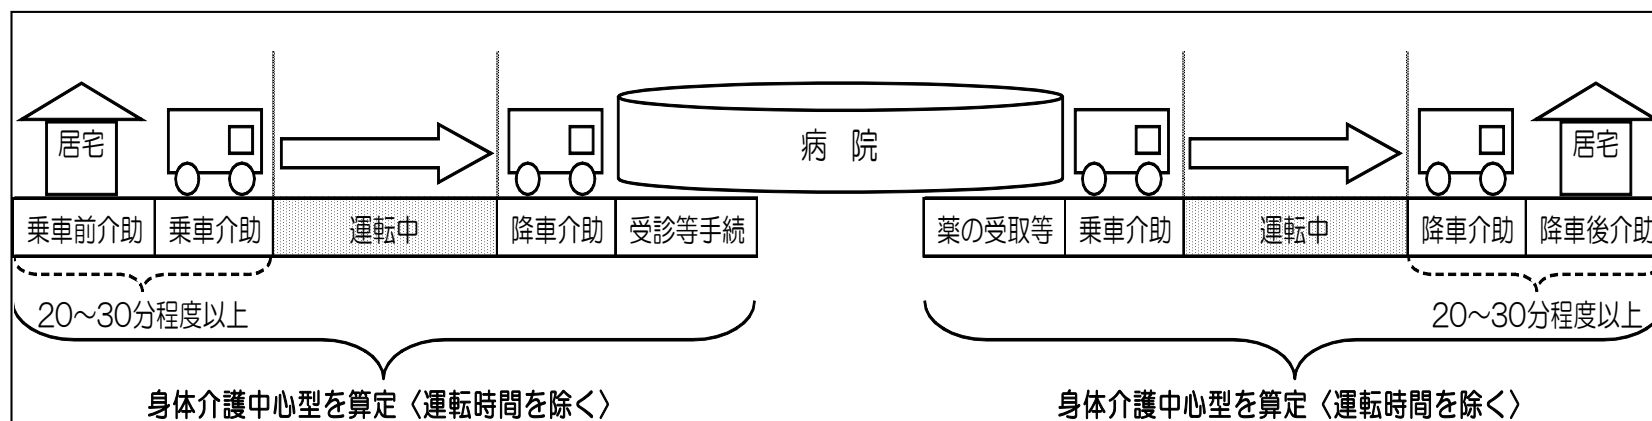 居宅
病 院
居宅
乗車前介助
乗車介助
運転中
降車介助
受診等手続
薬の受取等
乗車介助
運転中
降車介助
降車後介助
20〜30分程度以上
20〜30分程度以上
身体介護中心型を算定〈運転時間を除く〉
身体介護中心型を算定〈運転時間を除く〉